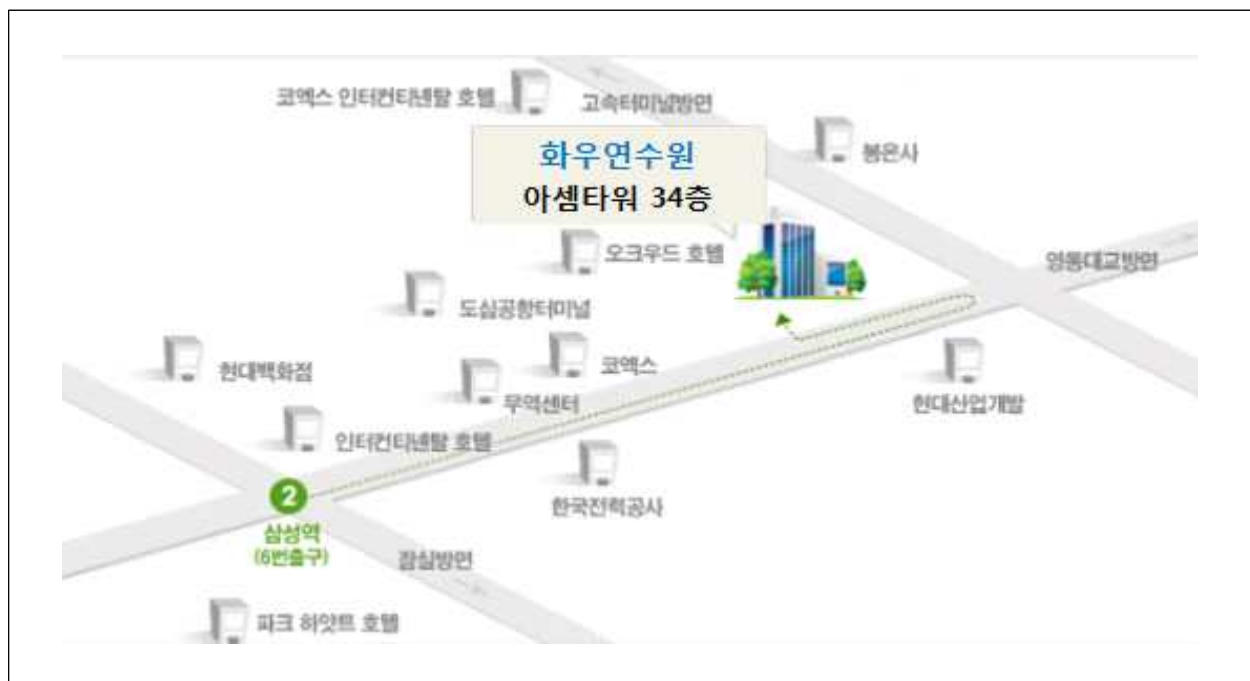 코엑스 인터컨티넨탈 호텔
고속터미널방면
봉은사
화우연수원
아셈타워 34층
오크우드 호텔
영동대교방면
도심공항터미널
현대백화점
코엑스
무역센터
현대산업개발
인터컨티넨탈 호텔
한국전력공사
2
삼성역
(6번출구)
잠실방면
파크 하얏트 호텔